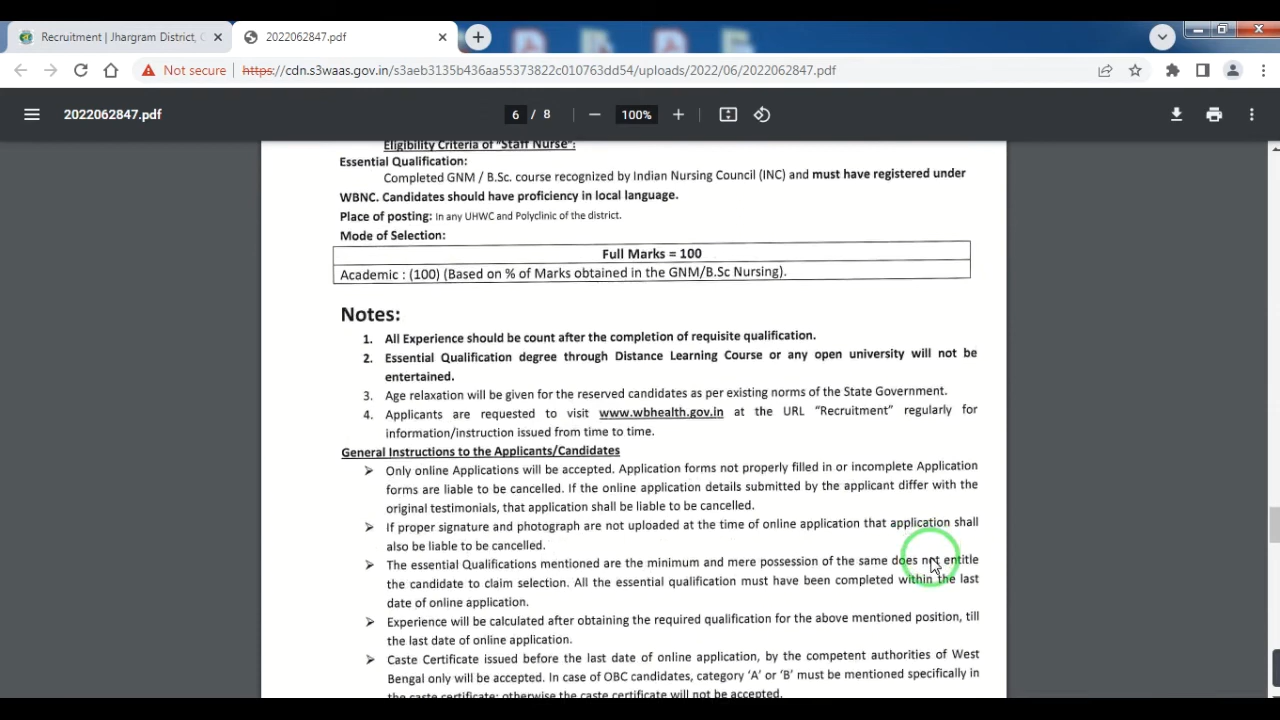 Recruitment | Jhargram District,
2022062847.pdf
Not secure
https://cdn.s3waas.gov.in/s3aeb3135b436aa55373822c010763dd54/uploads/2022/06/2022062847.pdf
2022062847.pdf
6 / 8
100%
Eligibility Criteria of "Staff Nurse":
Essential Qualification:
Completed GNM / B.Sc. course recognized by Indian Nursing Council (INC) and must have registered under
WBNC. Candidates should have proficiency in local language.
Place of posting: In any UHWC and Polyclinic of the district.
Mode of Selection:
Full Marks = 100
Academic : (100) (Based on % of Marks obtained in the GNM/B.Sc Nursing).
Notes:
1. All Experience should be count after the completion of requisite qualification.
2. Essential Qualification degree through Distance Learning Course or any open university will not be
entertained.
3. Age relaxation will be given for the reserved candidates as per existing norms of the State Government.
4. Applicants are requested to visit www.wbhealth.gov.in at the URL "Recruitment" regularly for
information/instruction issued from time to time.
General Instructions to the Applicants/Candidates
➢ Only online Applications will be accepted. Application forms not properly filled in or incomplete Application
forms are liable to be cancelled. If the online application details submitted by the applicant differ with the
original testimonials, that application shall be liable to be cancelled.
➢ If proper signature and photograph are not uploaded at the time of online application that application shall
also be liable to be cancelled.
➢ The essential Qualifications mentioned are the minimum and mere possession of the same does not entitle
the candidate to claim selection. All the essential qualification must have been completed within the last
date of online application.
➢ Experience will be calculated after obtaining the required qualification for the above mentioned position, till
the last date of online application.
➢ Caste Certificate issued before the last date of online application, by the competent authorities of West
Bengal only will be accepted. In case of OBC candidates, category 'A' or 'B' must be mentioned specifically in
the caste certificate; otherwise the caste certificate will not be accepted.